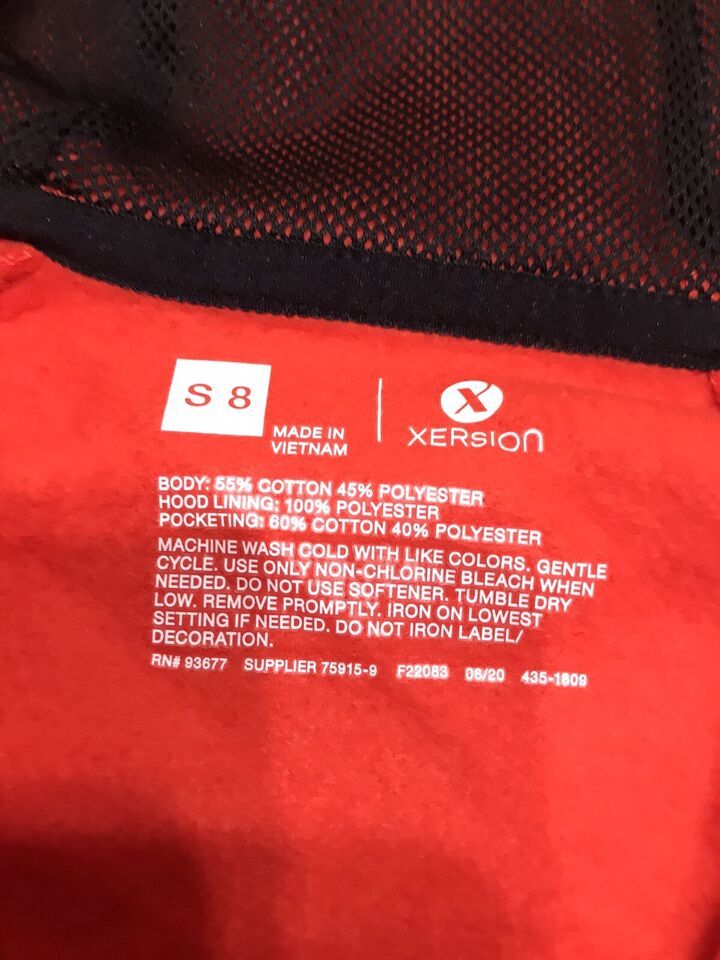 S 8
MADE IN
VIETNAM
XERSION
BODY: 55% COTTON 45% POLYESTER
HOOD LINING: 100% POLYESTER
POCKETING: 60% COTTON 40% POLYESTER
MACHINE WASH COLD WITH LIKE COLORS. GENTLE
CYCLE. USE ONLY NON-CHLORINE BLEACH WHEN
NEEDED. DO NOT USE SOFTENER. TUMBLE DRY
LOW. REMOVE PROMPTLY. IRON ON LOWEST
SETTING IF NEEDED. DO NOT IRON LABEL/
DECORATION.
RN# 93677 SUPPLIER 75915-9 F22083 06/20 435-1609